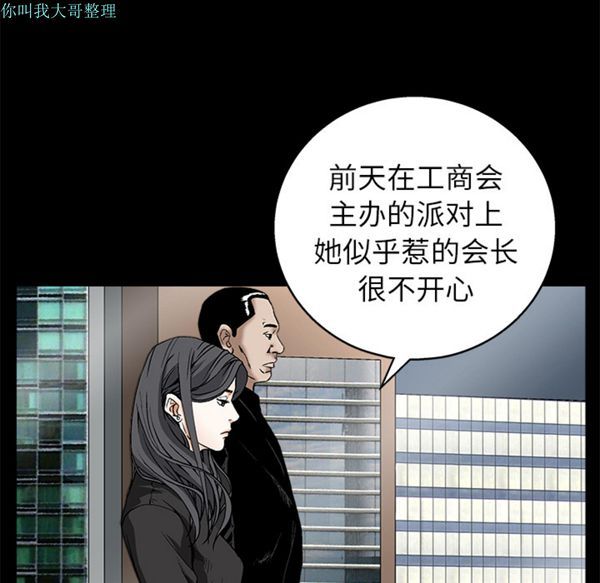 你叫我大哥整理
前天在工商会
主办的派对上
她似乎惹的会长
很不开心